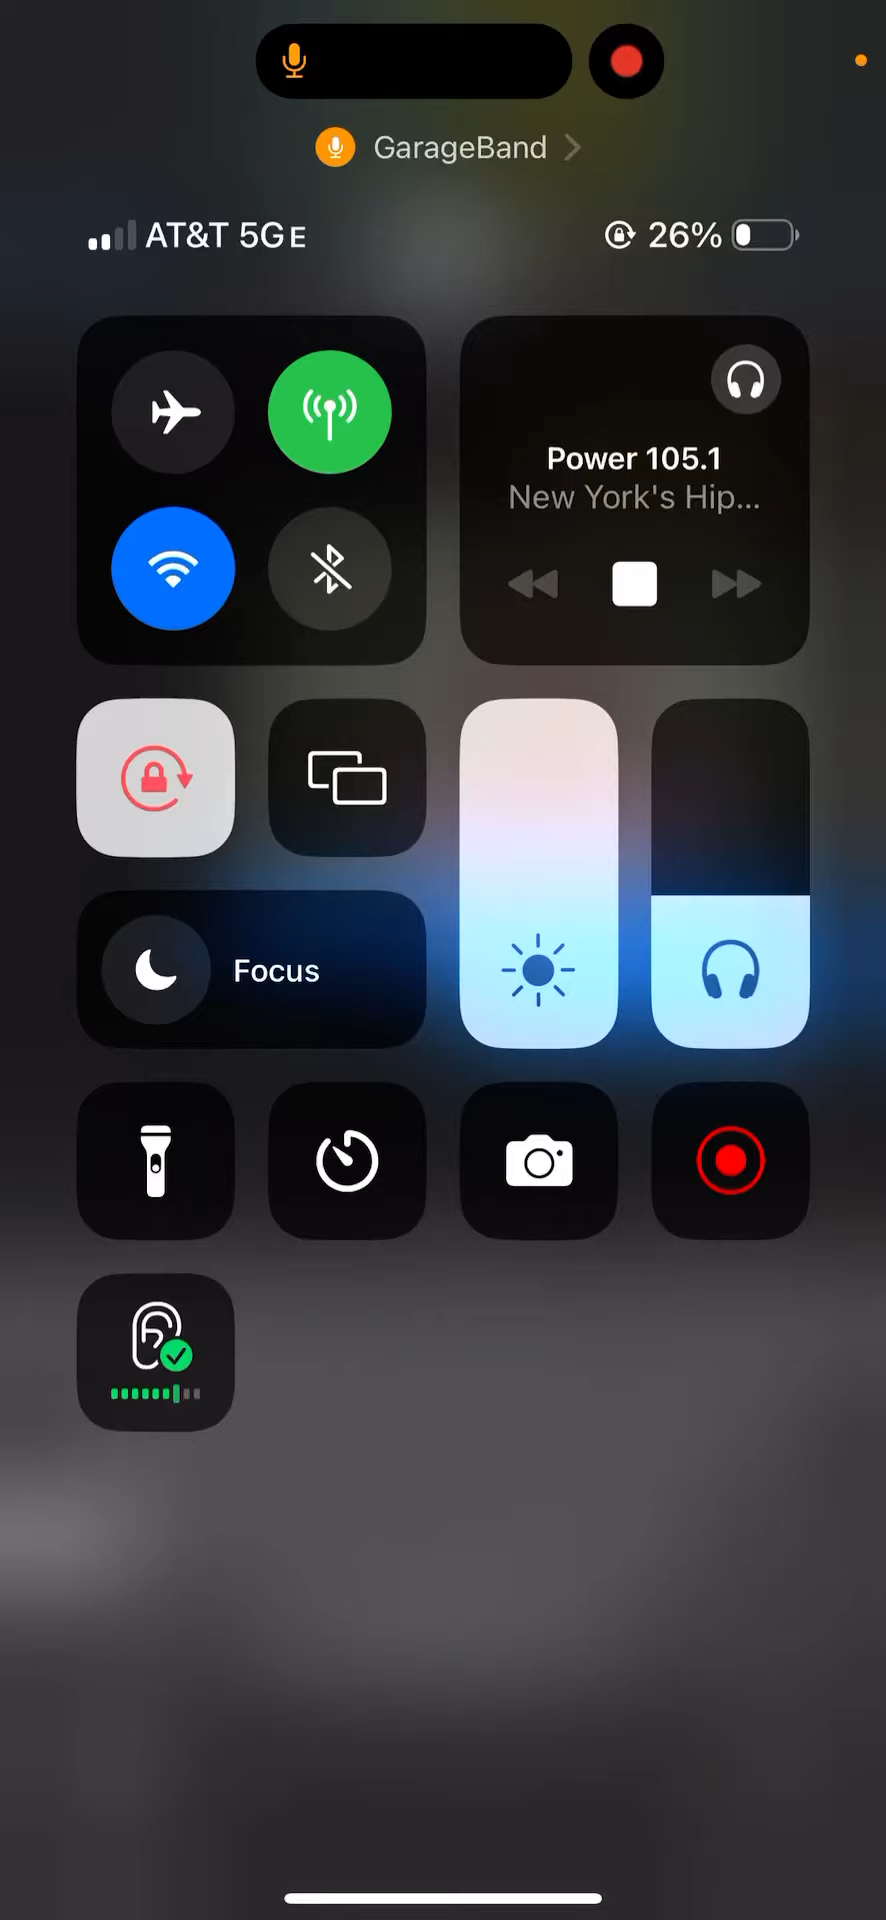 GarageBand
AT&T 5GE
26%
Power 105.1
New York's Hip...
Focus